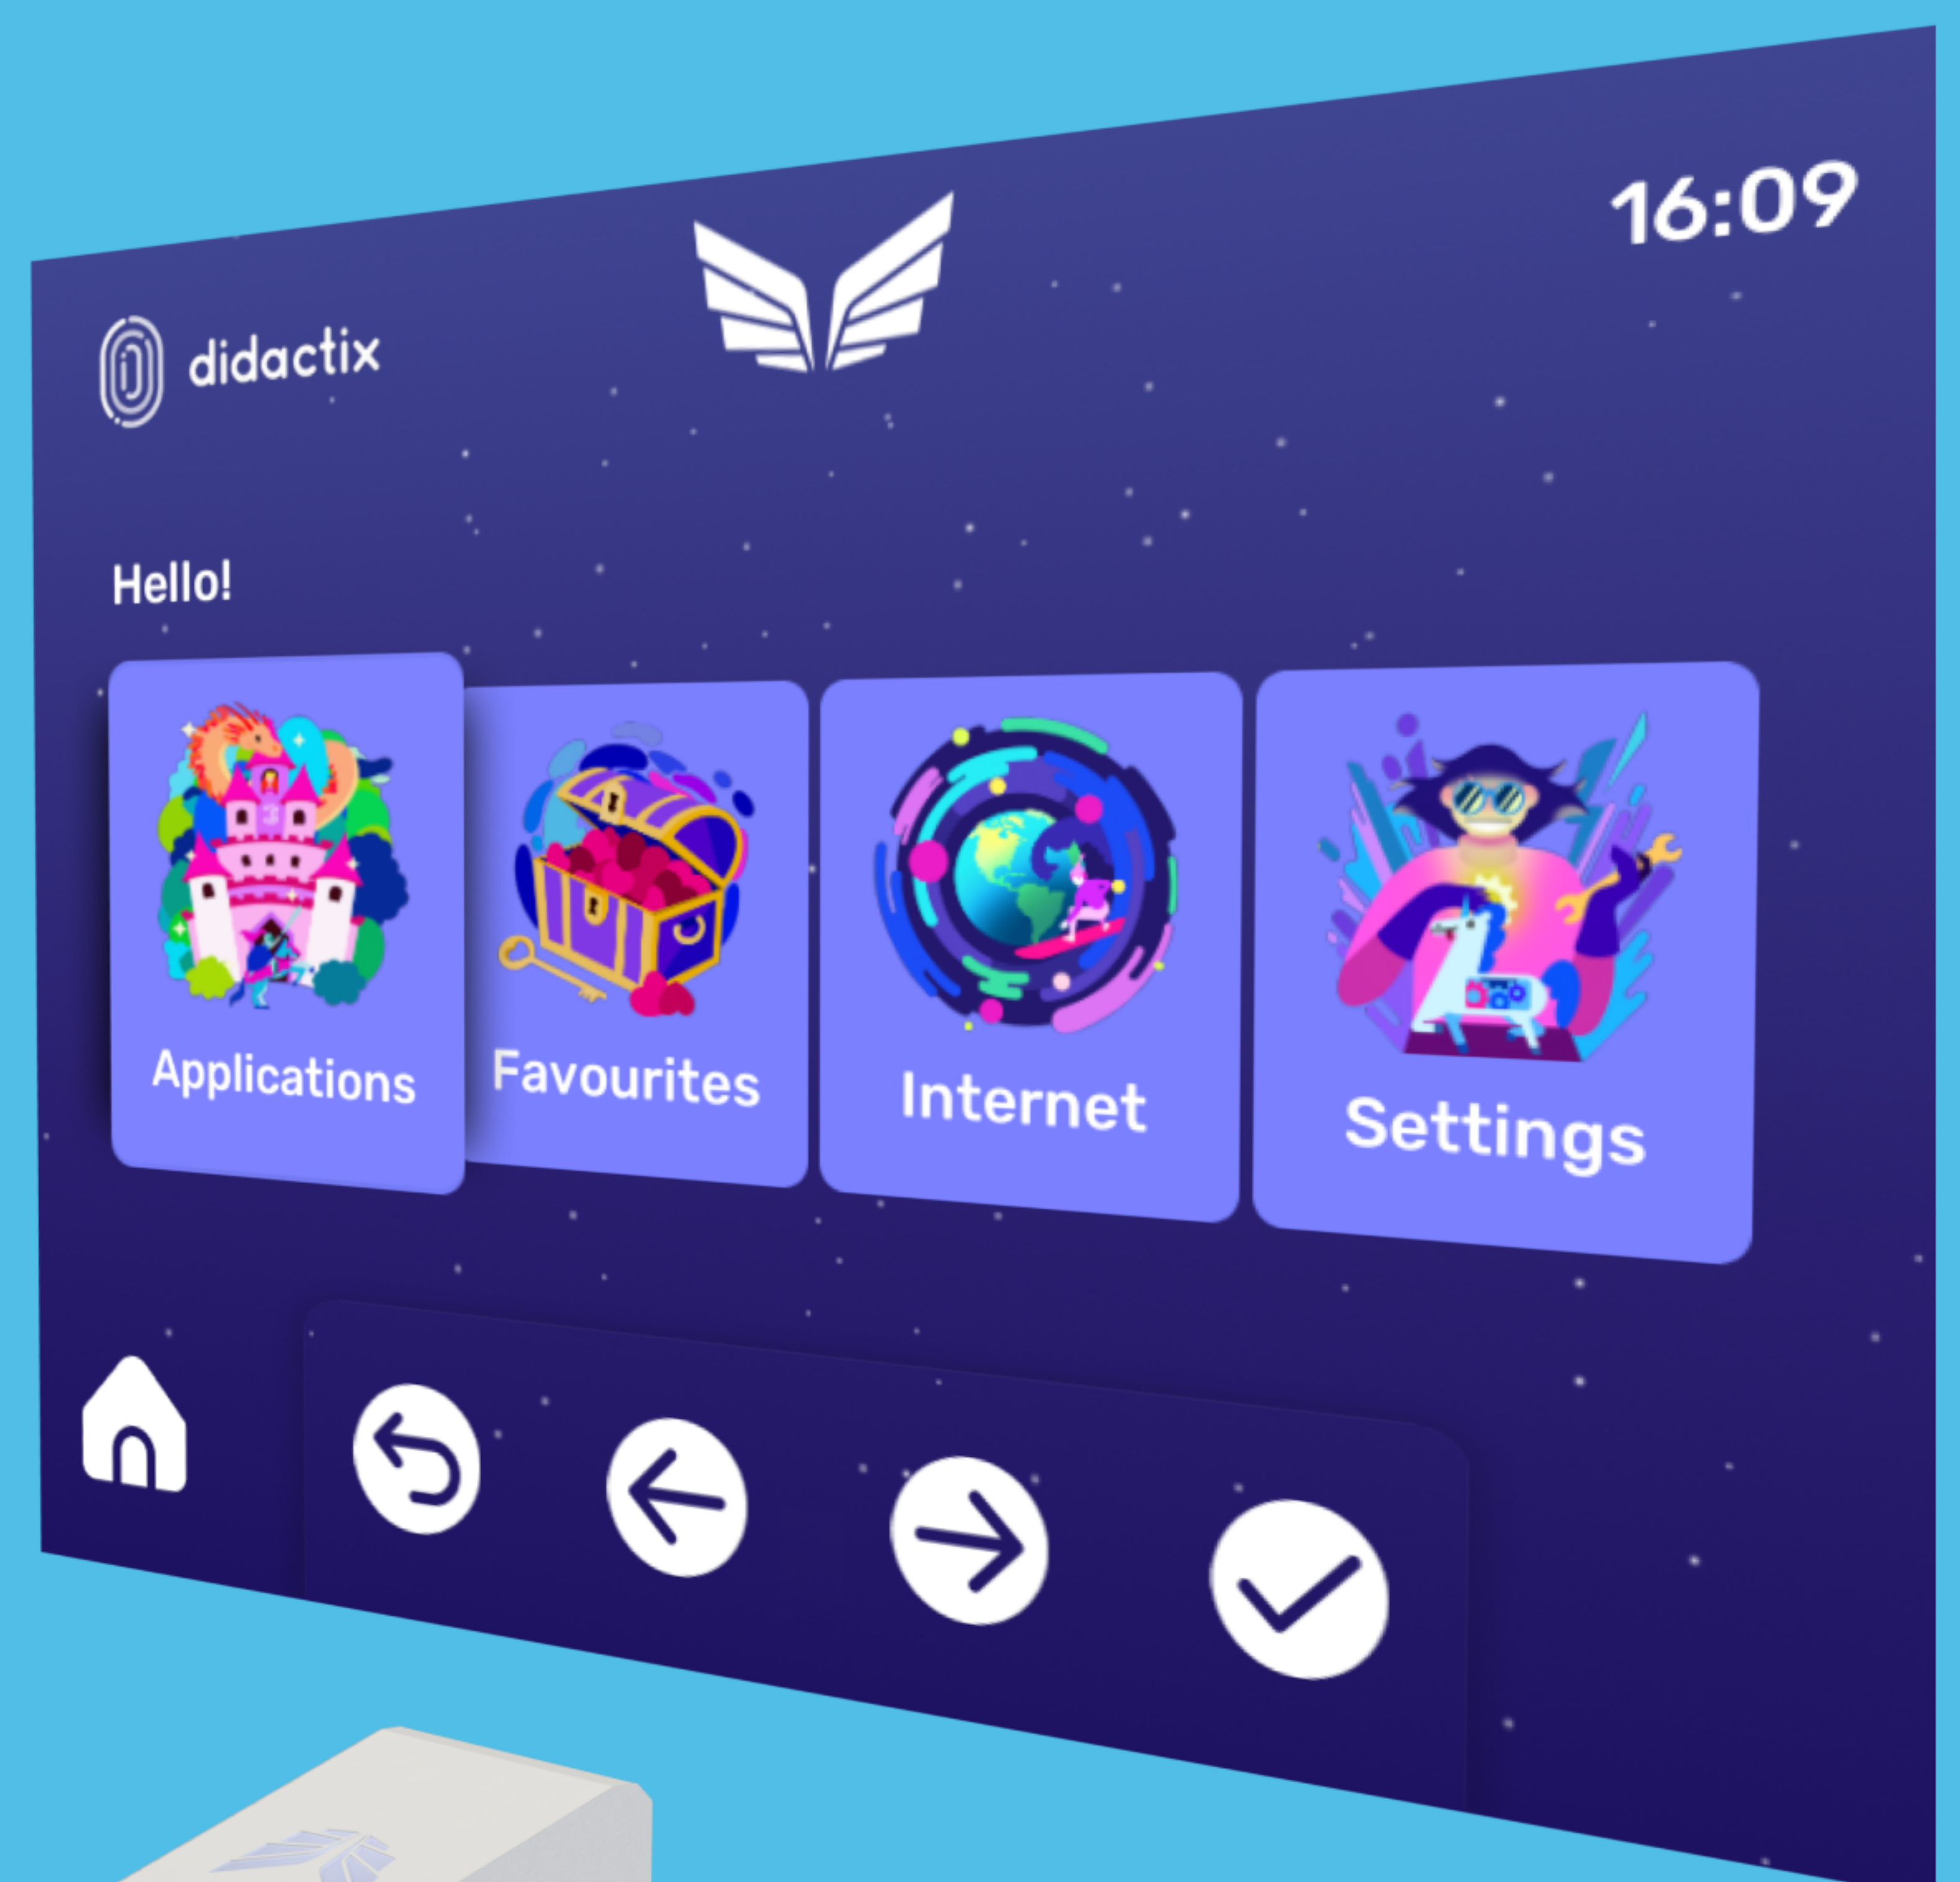 16:09
didactix
Hello!
Applications
Favourites
Internet
Settings